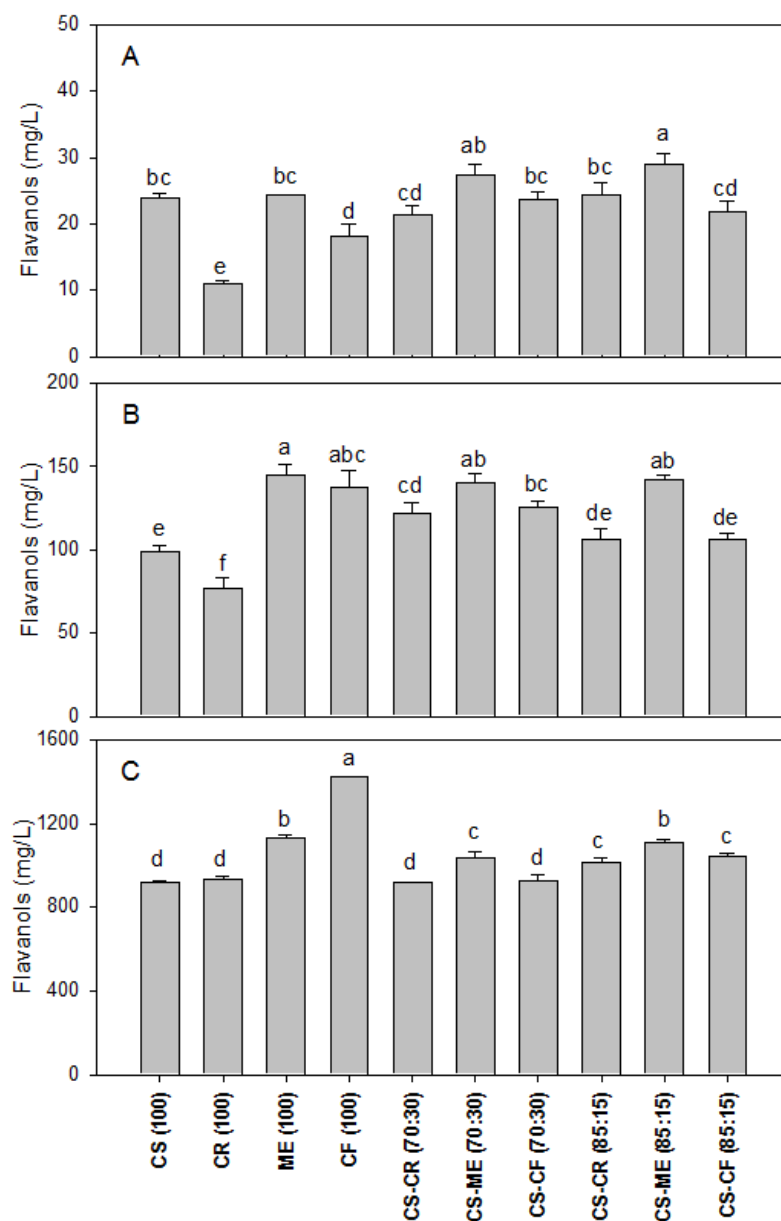 A
Flavanols (mg/L)
50
40
30
20
10
0
bc
e
bc
d
cd
ab
bc
bc
a
cd
B
Flavanols (mg/L)
200
150
100
50
0
e
f
a
abc
cd
ab
bc
de
ab
de
C
Flavanols (mg/L)
1600
1200
800
400
0
d
d
b
a
d
c
d
c
b
c
CS (100)
CR (100)
ME (100)
CF (100)
CS-CR (70:30)
CS-ME (70:30)
CS-CF (70:30)
CS-CR (85:15)
CS-ME (85:15)
CS-CF (85:15)